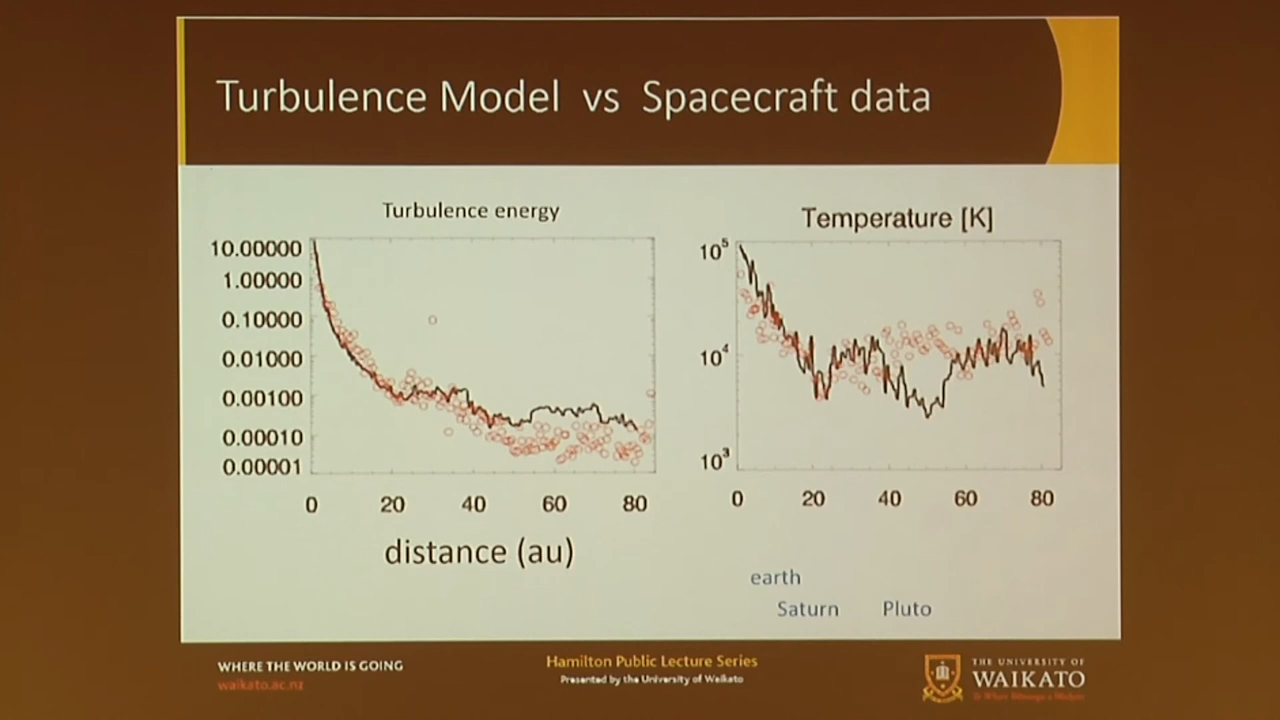 Turbulence Model vs Spacecraft data
Turbulence energy
10.00000
1.00000
0.10000
0.01000
0.00100
0.00010
0.00001
0 20 40 60 80
distance (au)
Temperature [K]
10⁵
10⁴
10³
0 20 40 60 80
earth
Saturn Pluto
WHERE THE WORLD IS GOING
waikato.ac.nz
Hamilton Public Lecture Series
Presented by the University of Waikato
THE UNIVERSITY OF
WAIKATO